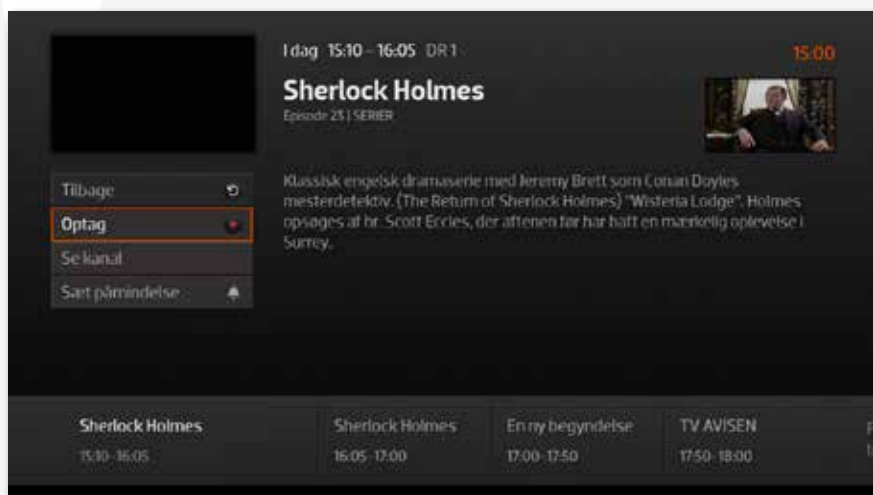 I dag 15:10 - 16:05 DR 1
15:00
Sherlock Holmes
Episode 23 | SERIER
Tilbage
Optag
Se kanal
Sæt påmindelse
Klassisk engelsk dramaserie med Jeremy Brett som Conan Doyles
mesterdetektiv. (The Return of Sherlock Holmes) "Wisteria Lodge". Holmes
opsøges af hr. Scott Eccles, der aftenen før har haft en mærkelig oplevelse i
Surrey.
Sherlock Holmes
15:10 - 16:05
Sherlock Holmes
16:05 - 17:00
En ny begyndelse
17:00 - 17:50
TV AVISEN
17:50 - 18:00